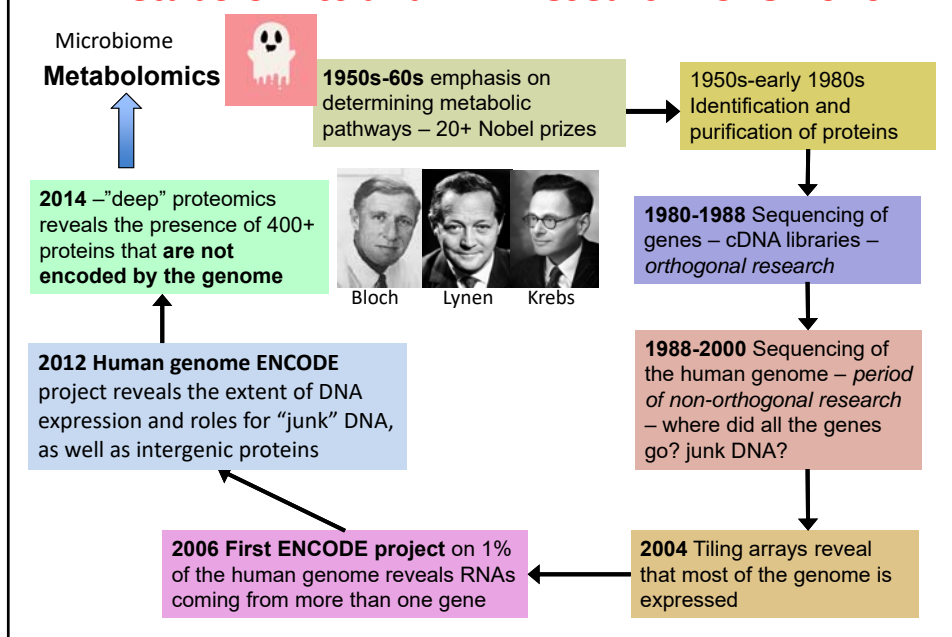 Microbiome
Metabolomics
1950s-60s emphasis on
determining metabolic
pathways – 20+ Nobel prizes
1950s-early 1980s
Identification and
purification of proteins
1980-1988 Sequencing of
genes – cDNA libraries –
orthogonal research
1988-2000 Sequencing of
the human genome – period
of non-orthogonal research
– where did all the genes
go? junk DNA?
2004 Tiling arrays reveal
that most of the genome is
expressed
2006 First ENCODE project on 1%
of the human genome reveals RNAs
coming from more than one gene
2012 Human genome ENCODE
project reveals the extent of DNA
expression and roles for “junk” DNA,
as well as intergenic proteins
2014 –”deep” proteomics
reveals the presence of 400+
proteins that are not
encoded by the genome
Bloch
Lynen
Krebs